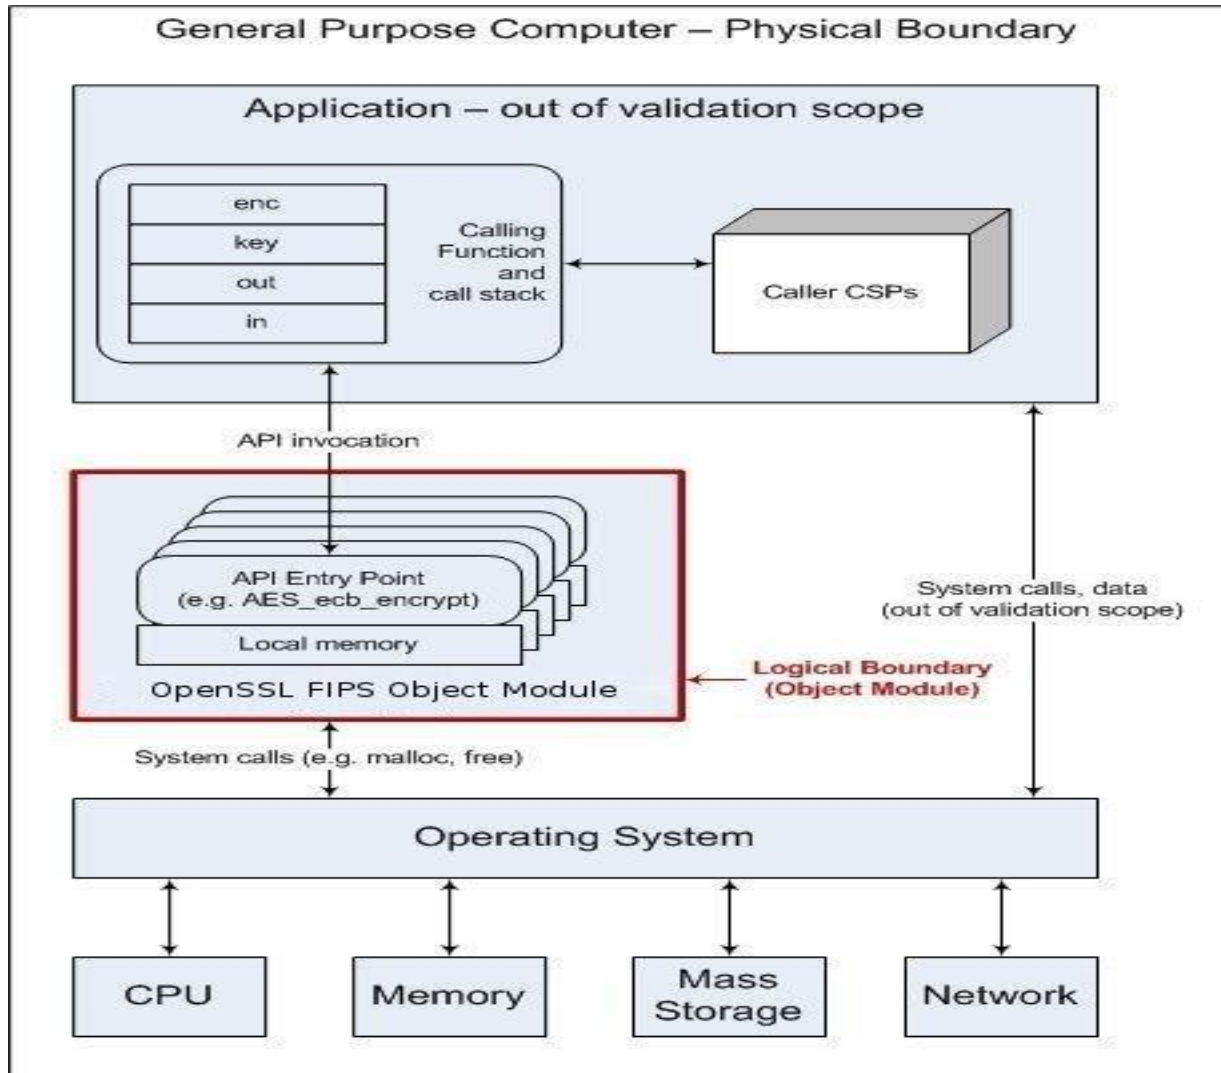 General Purpose Computer – Physical Boundary
Application – out of validation scope
enc
key
out
in
Calling
Function
and
call stack
Caller CSPs
API invocation
API Entry Point
(e.g. AES_ecb_encrypt)
Local memory
OpenSSL FIPS Object Module
System calls, data
(out of validation scope)
Logical Boundary
(Object Module)
System calls (e.g. malloc, free)
Operating System
CPU
Memory
Mass
Storage
Network